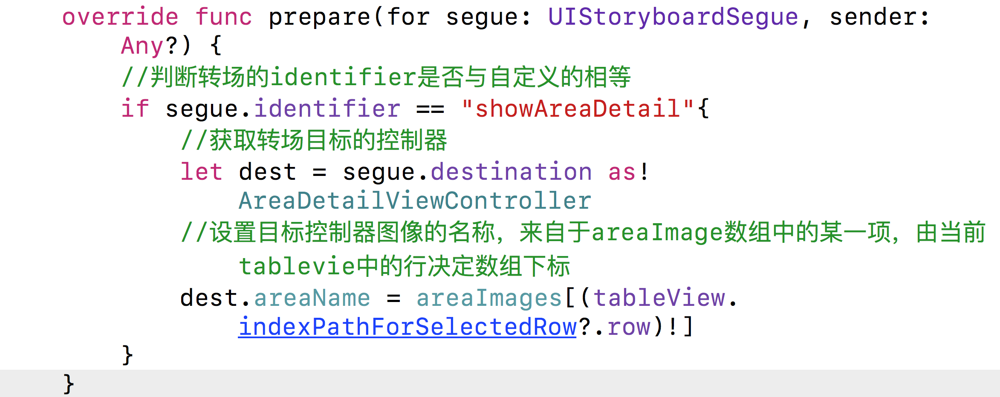 override func prepare(for segue: UIStoryboardSegue, sender:
Any?) {
//判断转场的identifier是否与自定义的相等
if segue.identifier == "showAreaDetail"{
//获取转场目标的控制器
let dest = segue.destination as!
AreaDetailViewController
//设置目标控制器图像的名称，来自于areaImage数组中的某一项，由当前
tablevie中的行决定数组下标
dest.areaName = areaImages[(tableView.
indexPathForSelectedRow?.row)!]
}
}